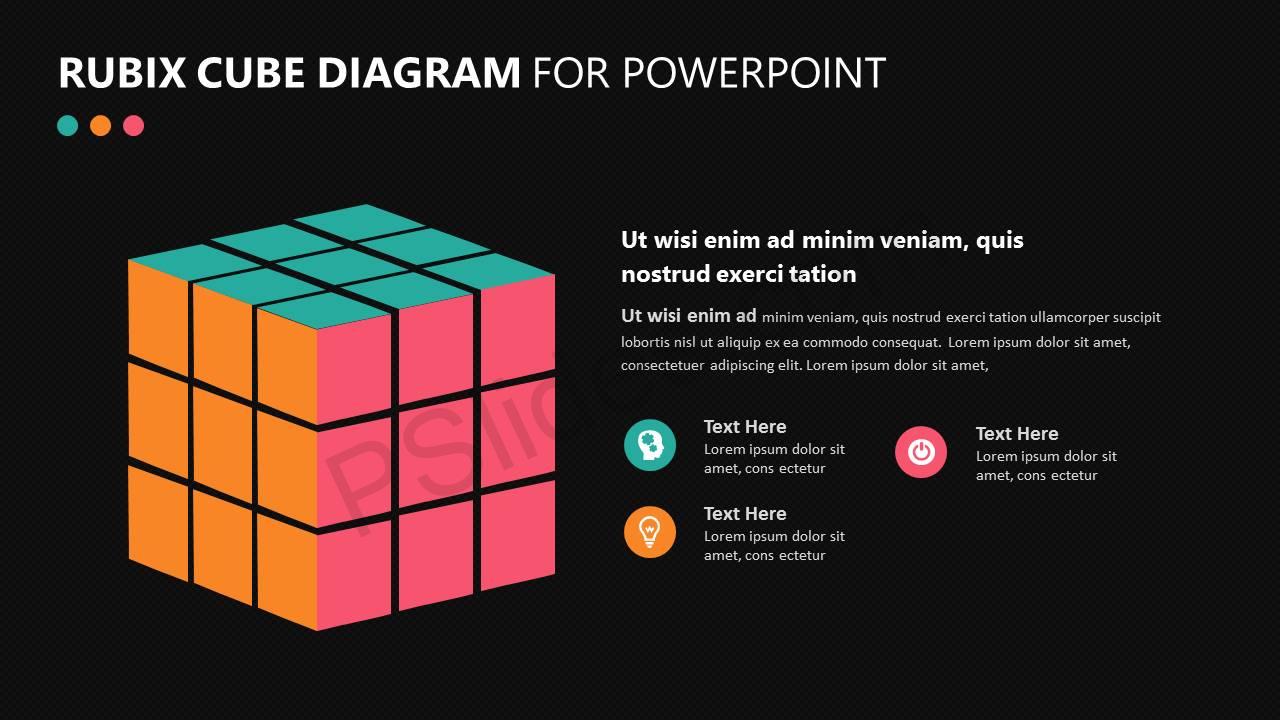 RUBIX CUBE DIAGRAM FOR POWERPOINT
Ut wisi enim ad minim veniam, quis
nostrud exerci tation
Ut wisi enim ad minim veniam, quis nostrud exerci tation ullamcorper suscipit
lobortis nisl ut aliquip ex ea commodo consequat. Lorem ipsum dolor sit amet,
consectetuer adipiscing elit. Lorem ipsum dolor sit amet,
Text Here
Lorem ipsum dolor sit
amet, cons ectetur
Text Here
Lorem ipsum dolor sit
amet, cons ectetur
Text Here
Lorem ipsum dolor sit
amet, cons ectetur